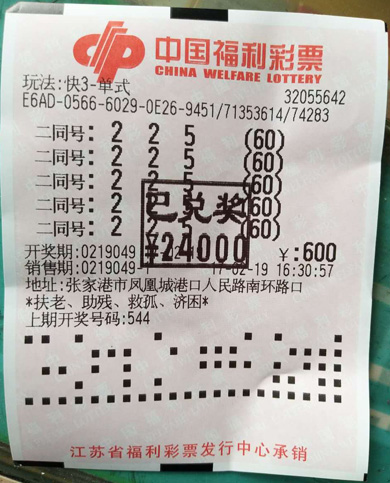 中国福利彩票
CHINA WELFARE LOTTERY
玩法:快3-单式
32055642
E6AD-0566-6029-0E26-9451/71353614/74283
二同号: 2 2 5 (60)
二同号: 2 2 5 (60)
二同号: 2 2 5 (60)
二同号: 2 2 5 (60)
二同号: 2 2 5 (60)
已兑奖
¥24000
开奖期:0219049
¥:600
销售期:0219049-1 17-02-19 16:30:57
地址:张家港市凤凰城港口人民路南环路口
*扶老、助残、救孤、济困*
上期开奖号码:544
江苏省福利彩票发行中心承销